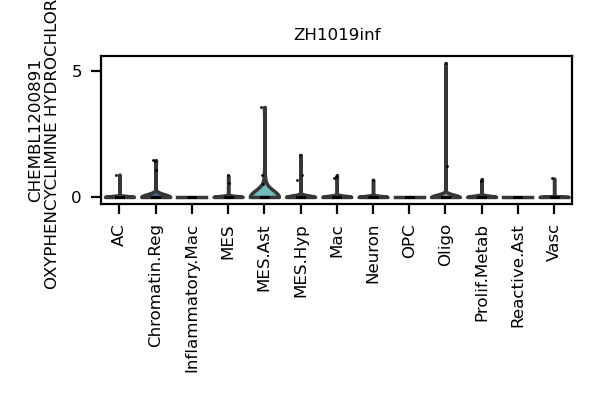 ZH1019inf
CHEMBL1200891
OXYPHENCYCLIMINE HYDROCHLOR
5
0
AC
Chromatin.Reg
Inflammatory.Mac
MES
MES.Ast
MES.Hyp
Mac
Neuron
OPC
Oligo
Prolif.Metab
Reactive.Ast
Vasc